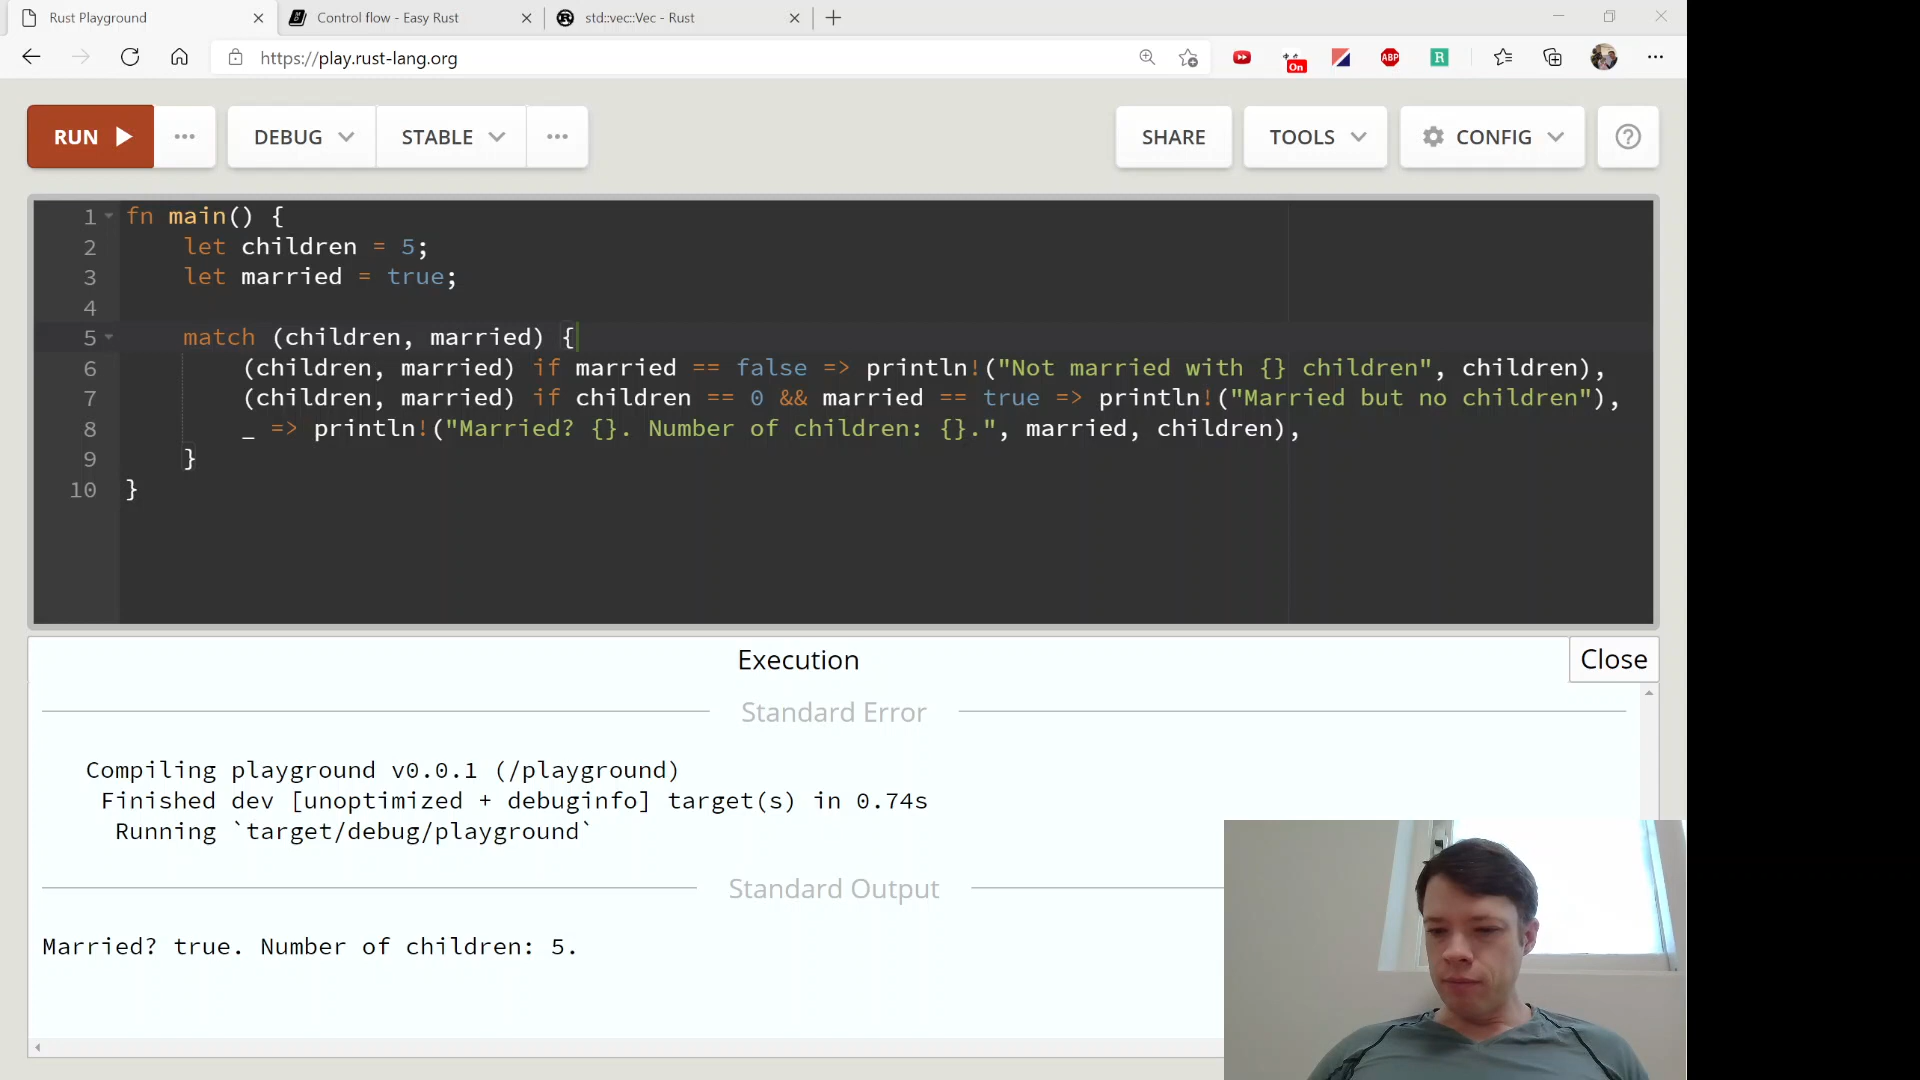 Rust Playground
Control flow - Easy Rust
std::vec::Vec - Rust
https://play.rust-lang.org
On
ABP
R
RUN
DEBUG
STABLE
SHARE
TOOLS
CONFIG
1 fn main() {
2 let children = 5;
3 let married = true;
4
5 match (children, married) {
6 (children, married) if married == false => println!("Not married with {} children", children),
7 (children, married) if children == 0 && married == true => println!("Married but no children"),
8 _ => println!("Married? {}. Number of children: {}.", married, children),
9 }
10 }
Execution
Close
Standard Error
Compiling playground v0.0.1 (/playground)
Finished dev [unoptimized + debuginfo] target(s) in 0.74s
Running `target/debug/playground`
Standard Output
Married? true. Number of children: 5.